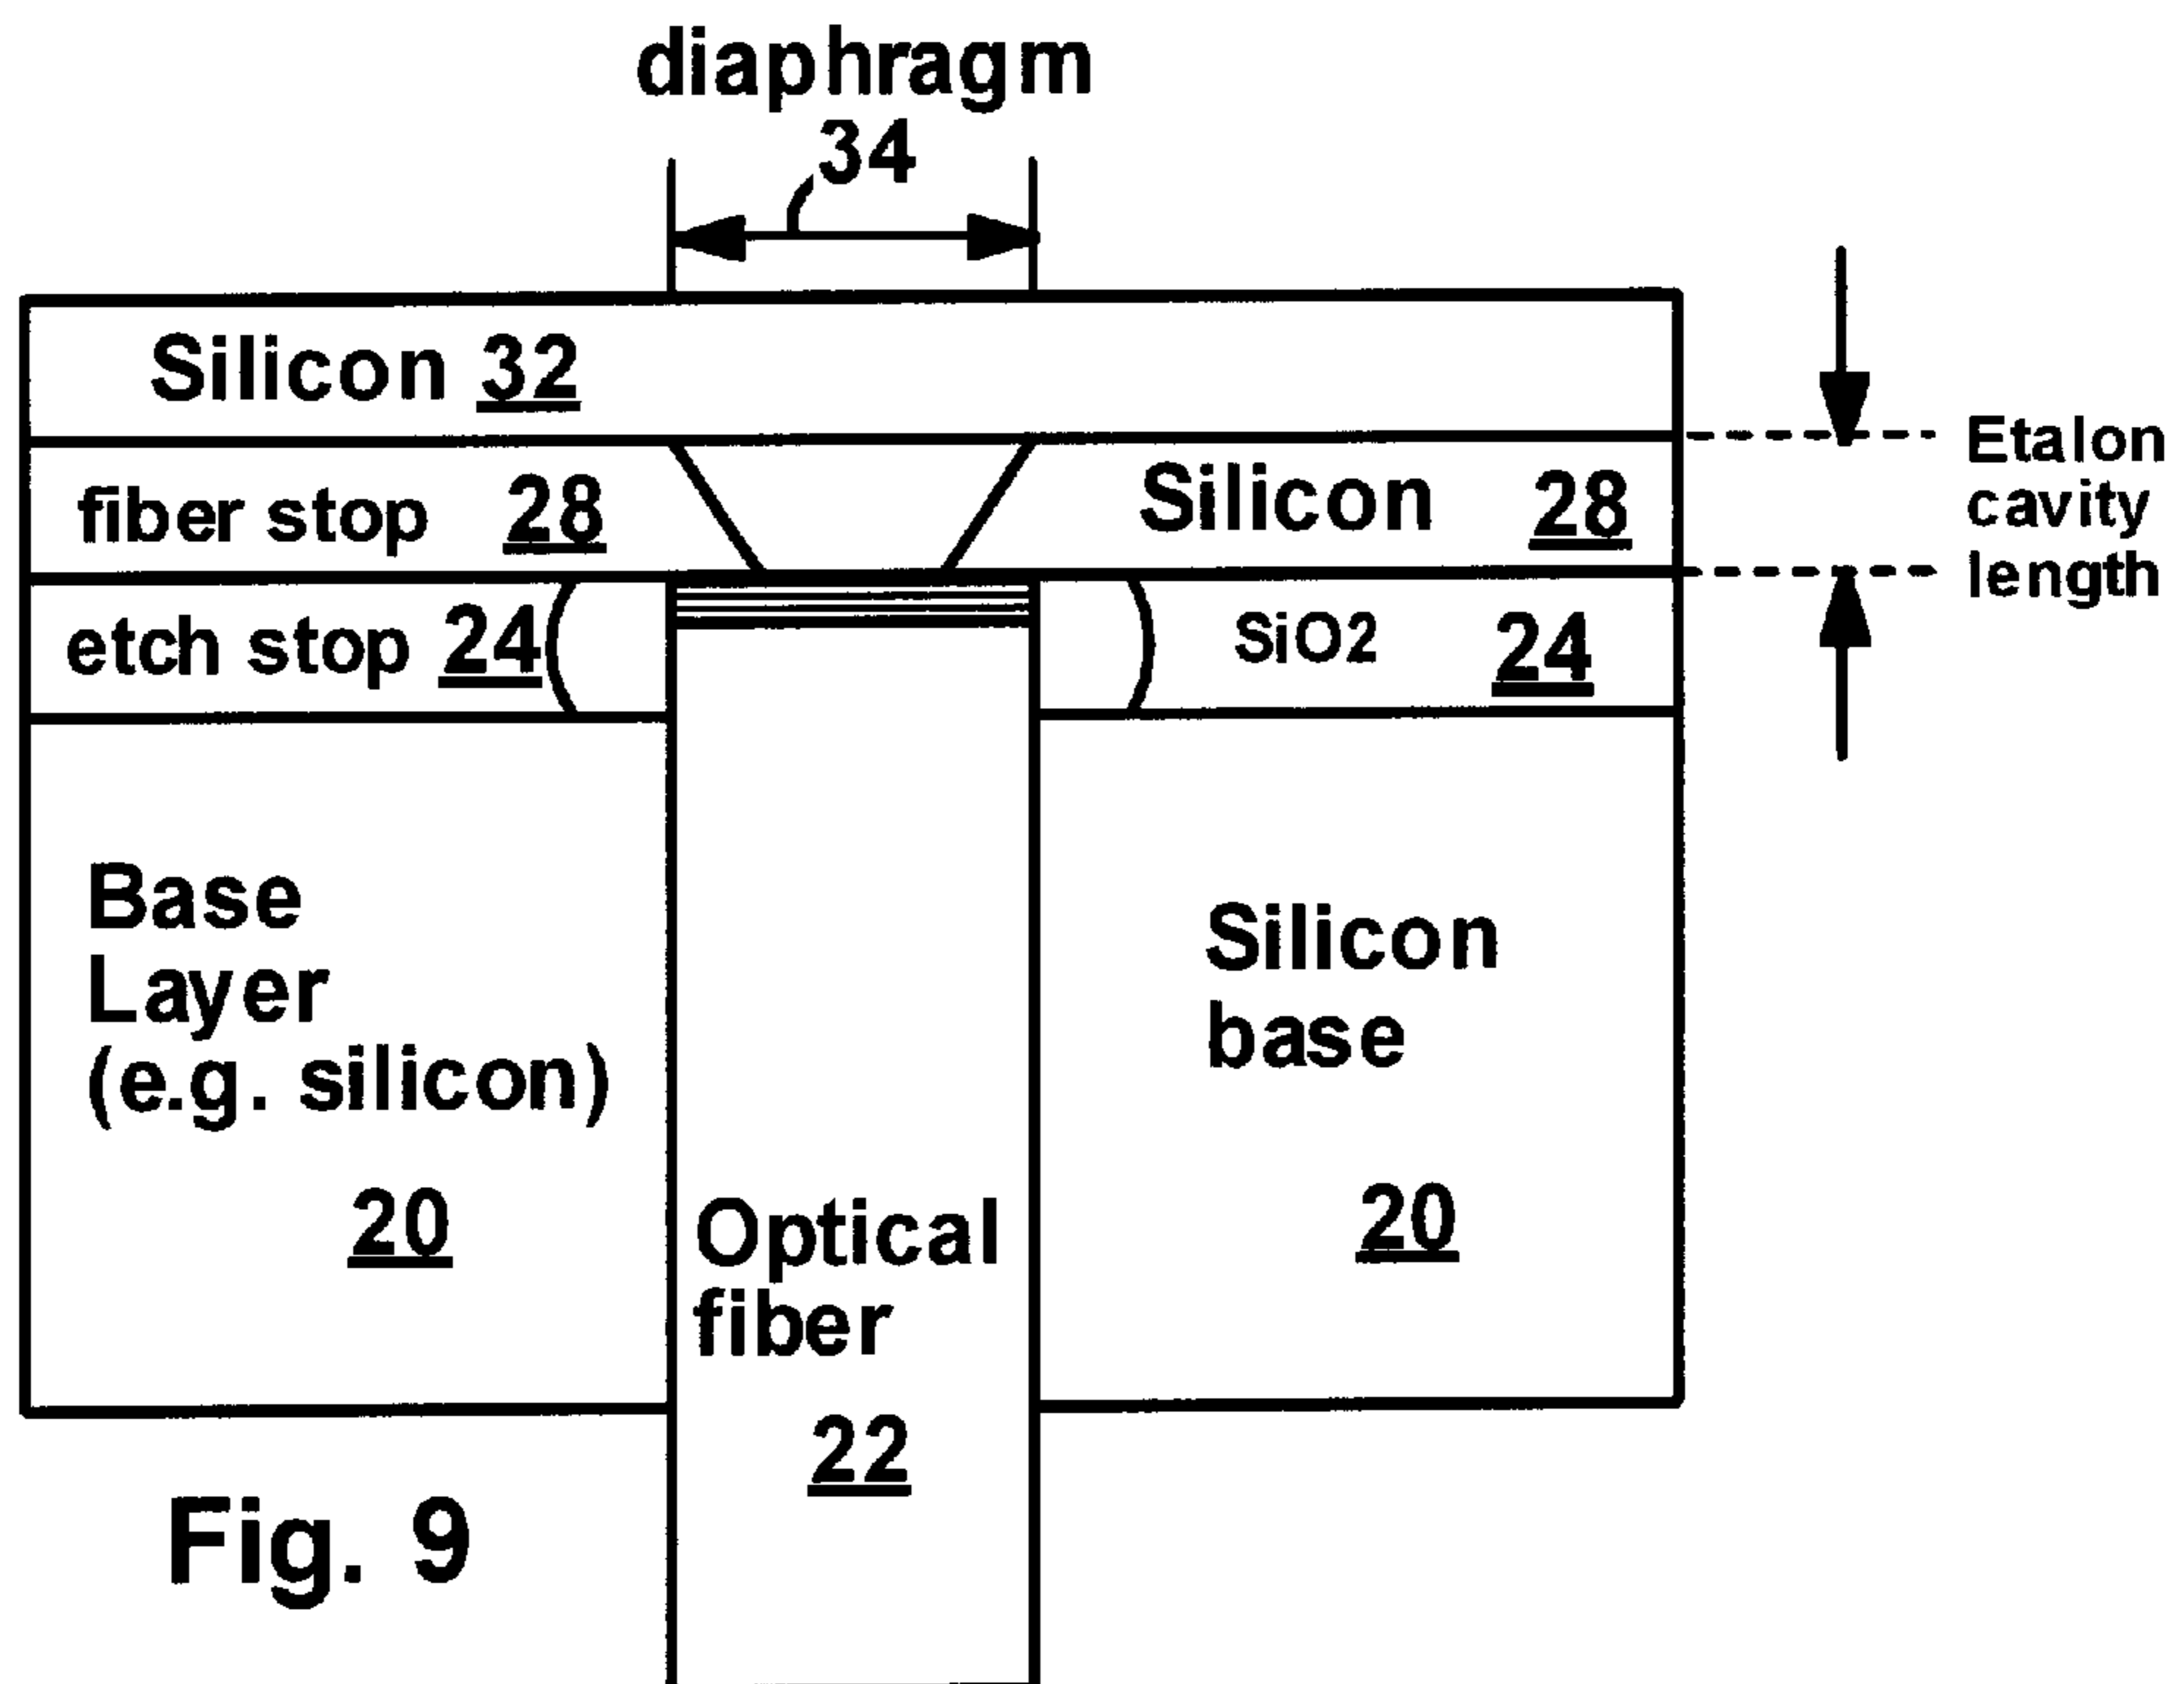 diaphragm
34
Silicon 32
Etalon
cavity
length
fiber stop 28
Silicon 28
etch stop 24
SiO2 24
Base
Layer
(e.g. silicon)
20
Silicon
base
20
Optical
fiber
22
Fig. 9